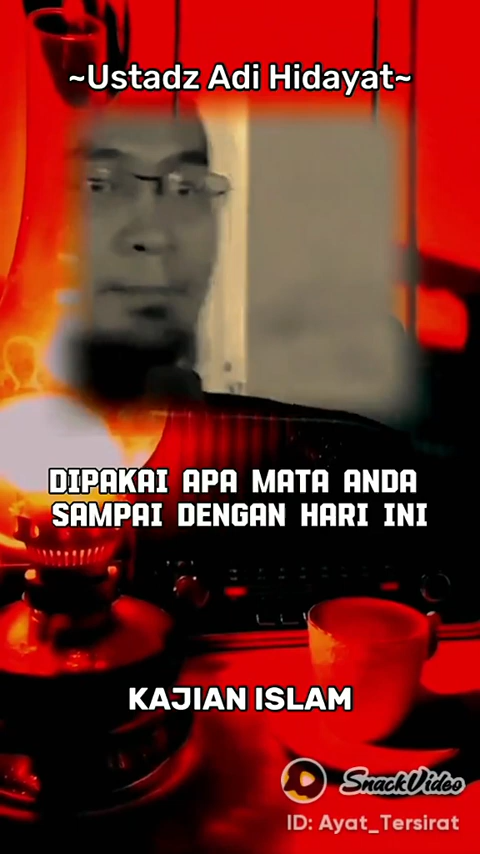 ~Ustadz Adi Hidayat~
DIPAKAI APA MATA ANDA
SAMPAI DENGAN HARI INI
KAJIAN ISLAM
SnackVideo
ID: Ayat_Tersirat